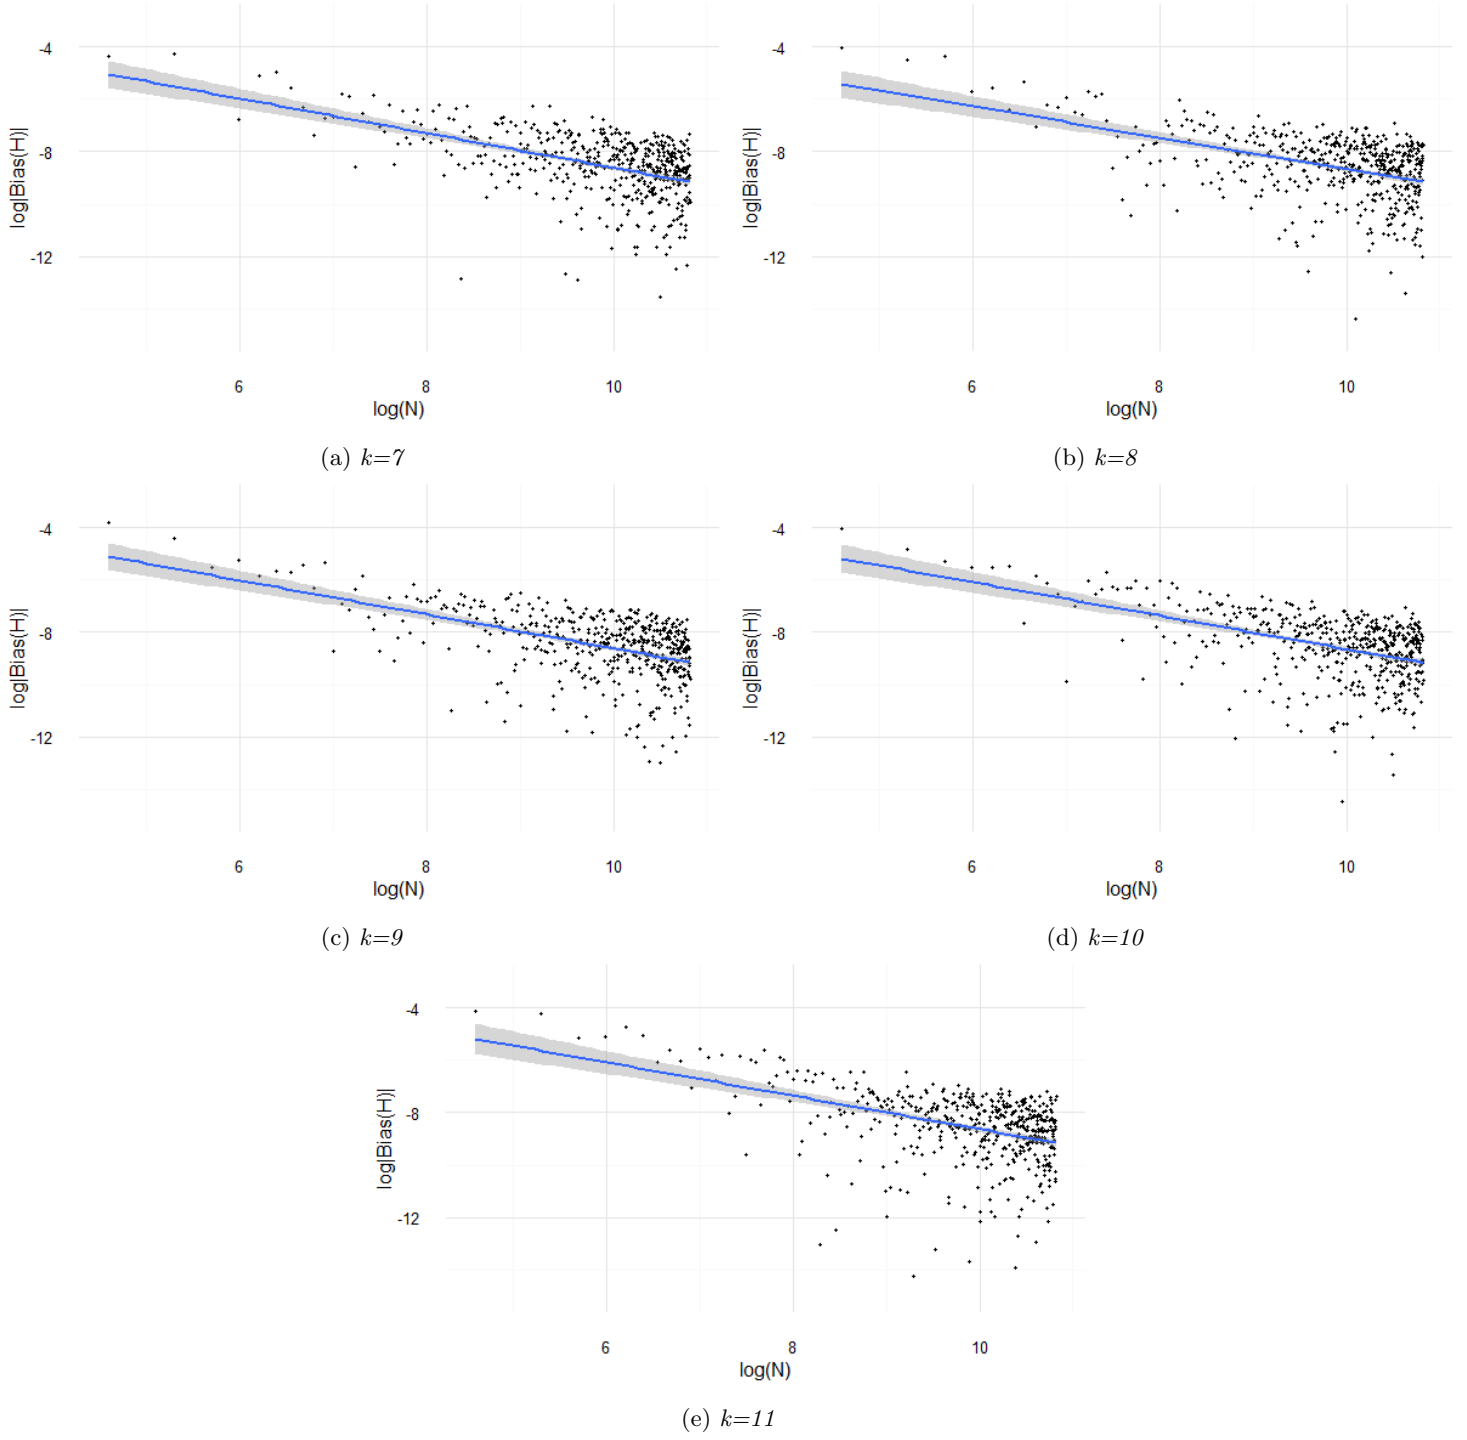 -4
-8
-12
log|Bias(H)|
6 8 10
log(N)
(a) k=7
-4
-8
-12
log|Bias(H)|
6 8 10
log(N)
(b) k=8
-4
-8
-12
log|Bias(H)|
6 8 10
log(N)
(c) k=9
-4
-8
-12
log|Bias(H)|
6 8 10
log(N)
(d) k=10
-4
-8
-12
log|Bias(H)|
6 8 10
log(N)
(e) k=11